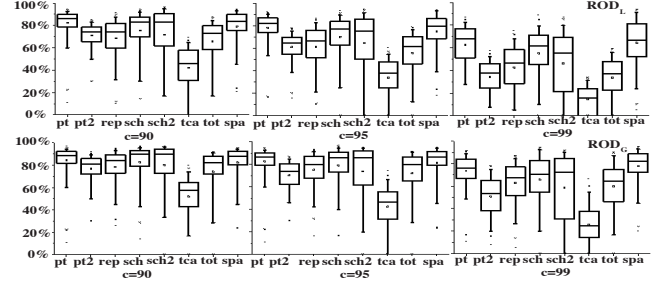 100%
ROD_L
80%
60%
40%
20%
0%
pt pt2 rep sch sch2 tca tot spa
pt pt2 rep sch sch2 tca tot spa
pt pt2 rep sch sch2 tca tot spa
c=90
c=95
c=99
100%
ROD_G
80%
60%
40%
20%
0%
pt pt2 rep sch sch2 tca tot spa
pt pt2 rep sch sch2 tca tot spa
pt pt2 rep sch sch2 tca tot spa
c=90
c=95
c=99